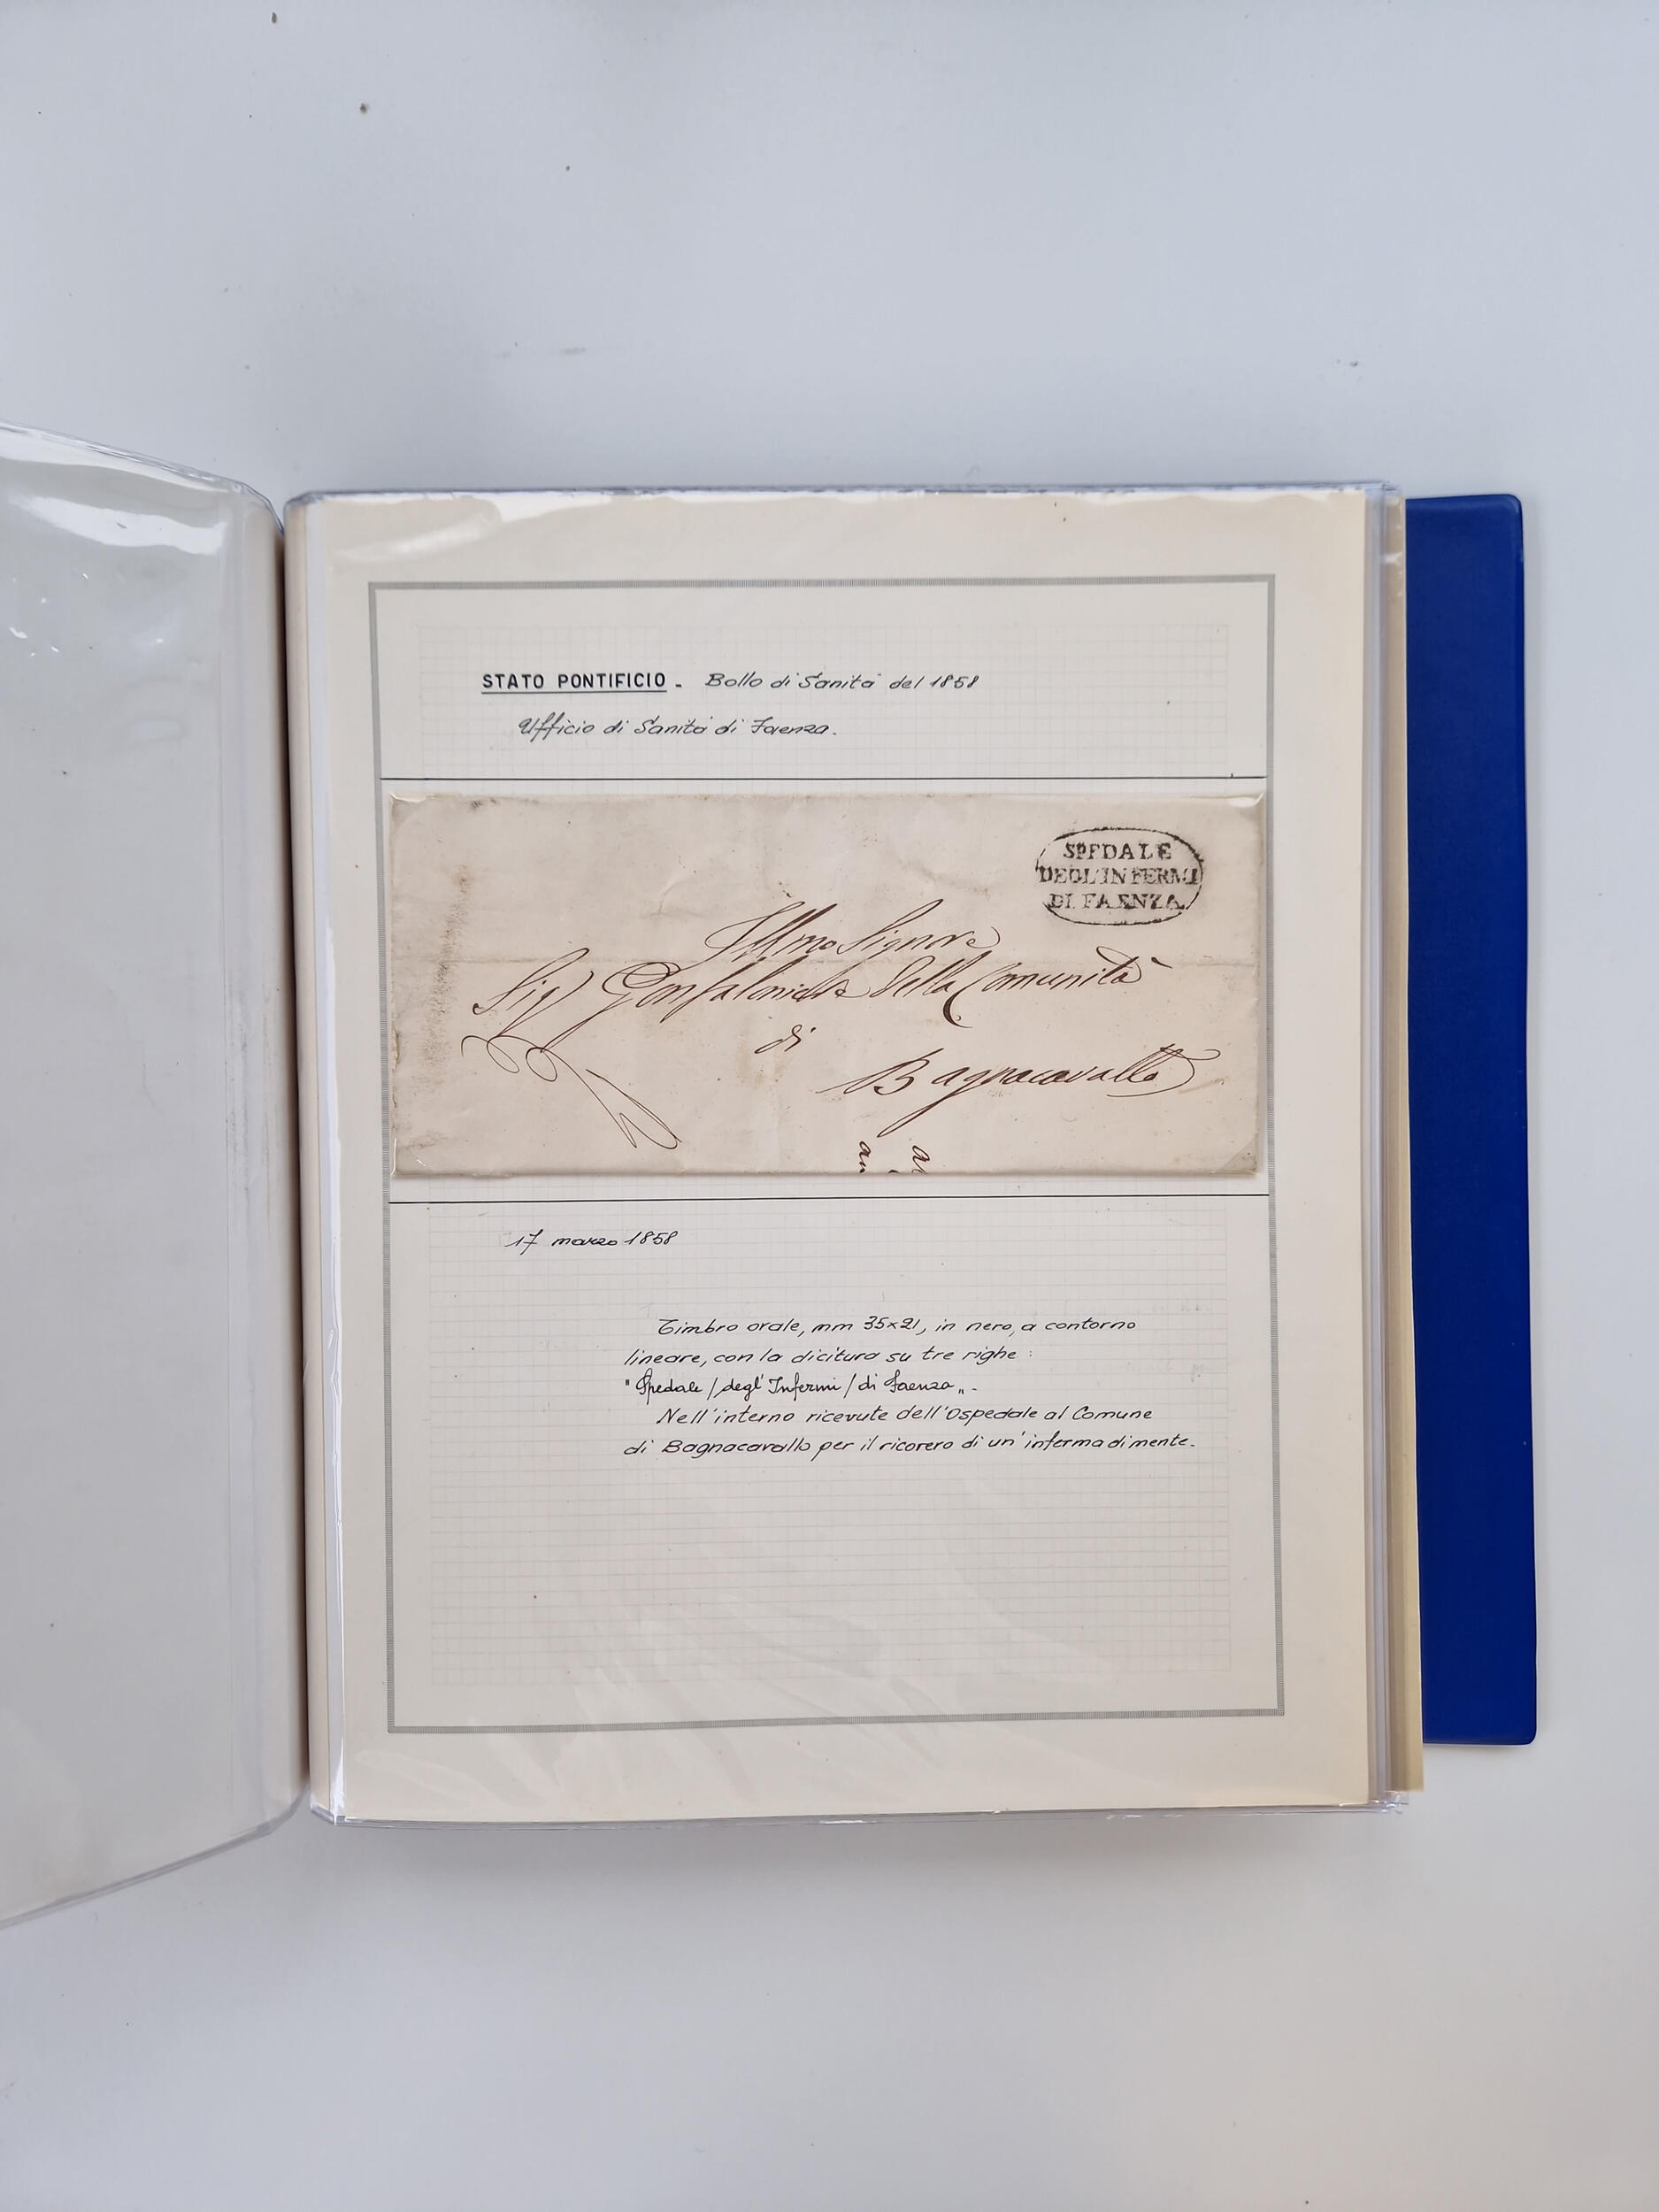 STATO PONTIFICIO - Bollo di Sanità del 1858
Ufficio di Sanità di Faenza.
SPEDALE
DEGL'INFERMI
DI FAENZA
Illmo Signore
Sig Gonfaloniere della Comunità
di
Bagnacavallo
17 marzo 1858
Timbro ovale, mm 35x21, in nero, a contorno
lineare, con la dicitura su tre righe :
"Spedale / degl'Infermi / di Faenza".
Nell'interno ricevute dell'Ospedale al Comune
di Bagnacavallo per il ricovero di un'inferma di mente.